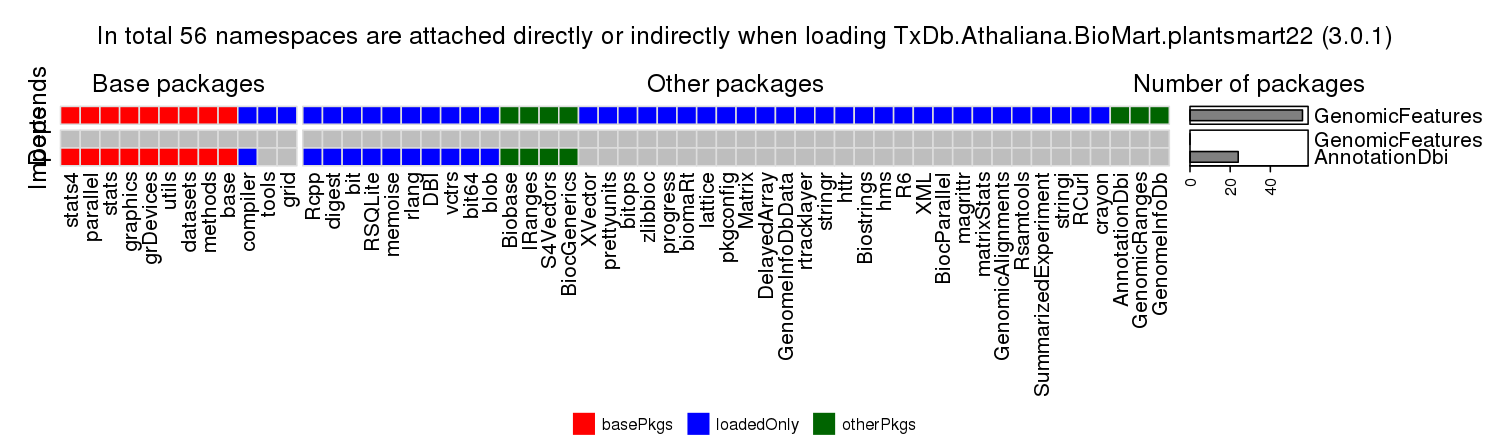 In total 56 namespaces are attached directly or indirectly when loading TxDb.Athaliana.BioMart.plantsmart22 (3.0.1)
Base packages
Other packages
Number of packages
Depends
Imports
GenomicFeatures
GenomicFeatures
AnnotationDbi
0
20
40
stats4
parallel
stats
graphics
grDevices
utils
datasets
methods
base
compiler
tools
grid
Rcpp
digest
bit
RSQLite
memoise
rlang
DBI
vctrs
bit64
blob
Biobase
IRanges
S4Vectors
BiocGenerics
XVector
prettyunits
bitops
zlibbioc
progress
biomaRt
lattice
pkgconfig
Matrix
DelayedArray
GenomeInfoDbData
rtracklayer
stringr
httr
Biostrings
hms
R6
XML
BiocParallel
magrittr
matrixStats
GenomicAlignments
Rsamtools
SummarizedExperiment
stringi
RCurl
crayon
AnnotationDbi
GenomicRanges
GenomeInfoDb
basePkgs
loadedOnly
otherPkgs